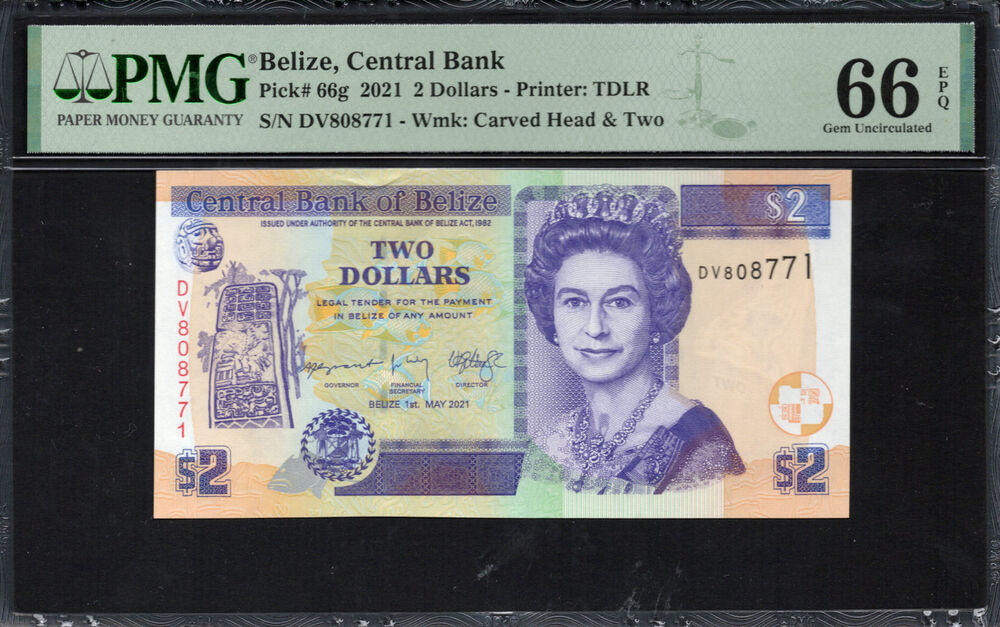 PMG®
PAPER MONEY GUARANTY
Belize, Central Bank
Pick# 66g 2021 2 Dollars - Printer: TDLR
S/N DV808771 - Wmk: Carved Head & Two
66 EPQ
Gem Uncirculated
Central Bank of Belize
$2
ISSUED UNDER AUTHORITY OF THE CENTRAL BANK OF BELIZE ACT, 1982
TWO
DOLLARS
DV808771
LEGAL TENDER FOR THE PAYMENT
IN BELIZE OF ANY AMOUNT
DV808771
GOVERNOR
FINANCIAL
SECRETARY
DIRECTOR
BELIZE 1st. MAY 2021
$2
$2